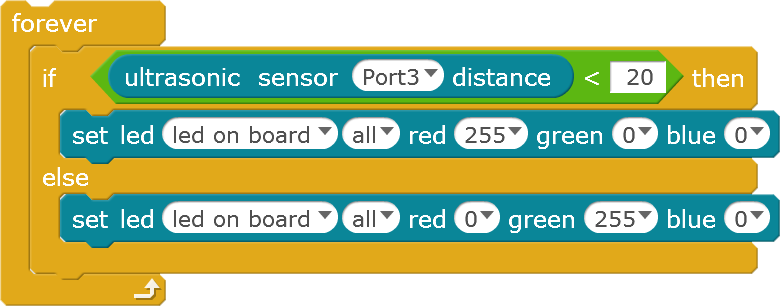 forever
if ultrasonic sensor Port3 distance < 20 then
set led led on board all red 255 green 0 blue 0
else
set led led on board all red 0 green 255 blue 0